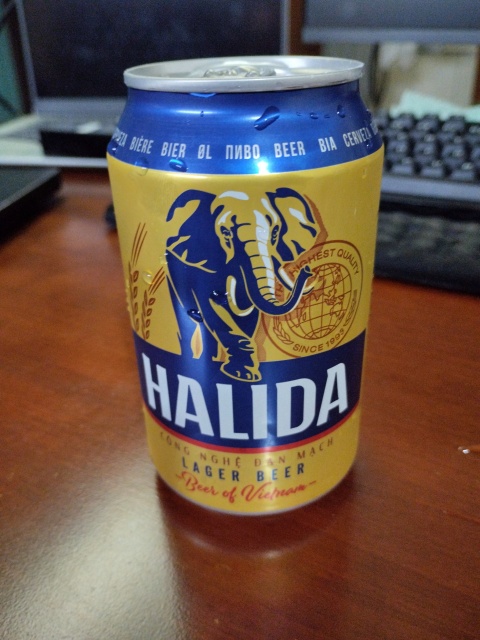 BIÈRE BIER ØL ПИВО BEER BIA CERVEZA
HIGHEST QUALITY
SINCE 1993
HALIDA
CÔNG NGHỆ ĐAN MẠCH
LAGER BEER
Beer of Vietnam